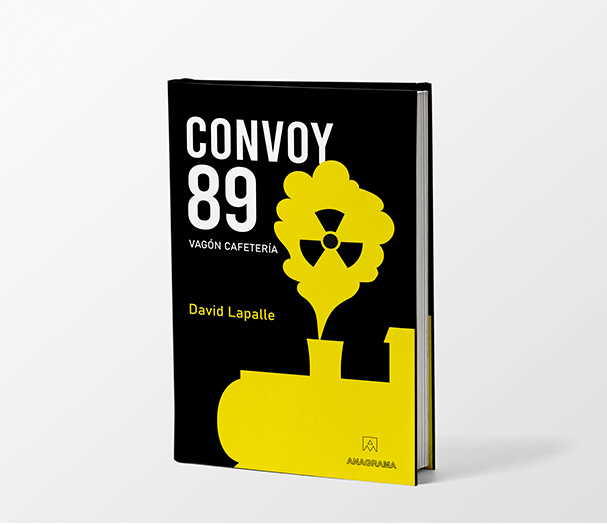 CONVOY
89
VAGÓN CAFETERÍA
David Lapalle
ANAGRAMA